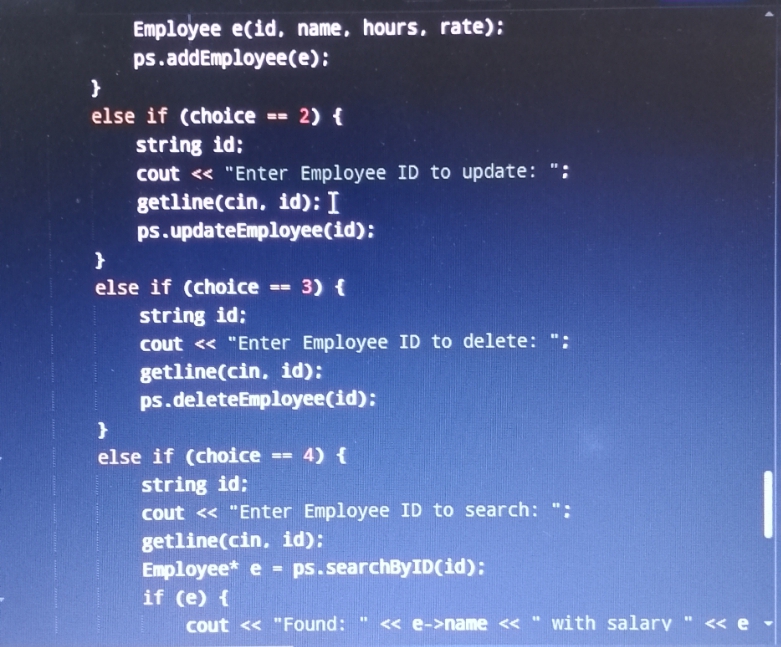 Employee e(id, name, hours, rate);
ps.addEmployee(e);
}
else if (choice == 2) {
string id;
cout << "Enter Employee ID to update: ";
getline(cin, id);
ps.updateEmployee(id);
}
else if (choice == 3) {
string id;
cout << "Enter Employee ID to delete: ";
getline(cin, id);
ps.deleteEmployee(id);
}
else if (choice == 4) {
string id;
cout << "Enter Employee ID to search: ";
getline(cin, id);
Employee* e = ps.searchByID(id);
if (e) {
cout << "Found: " << e->name << " with salary " << e